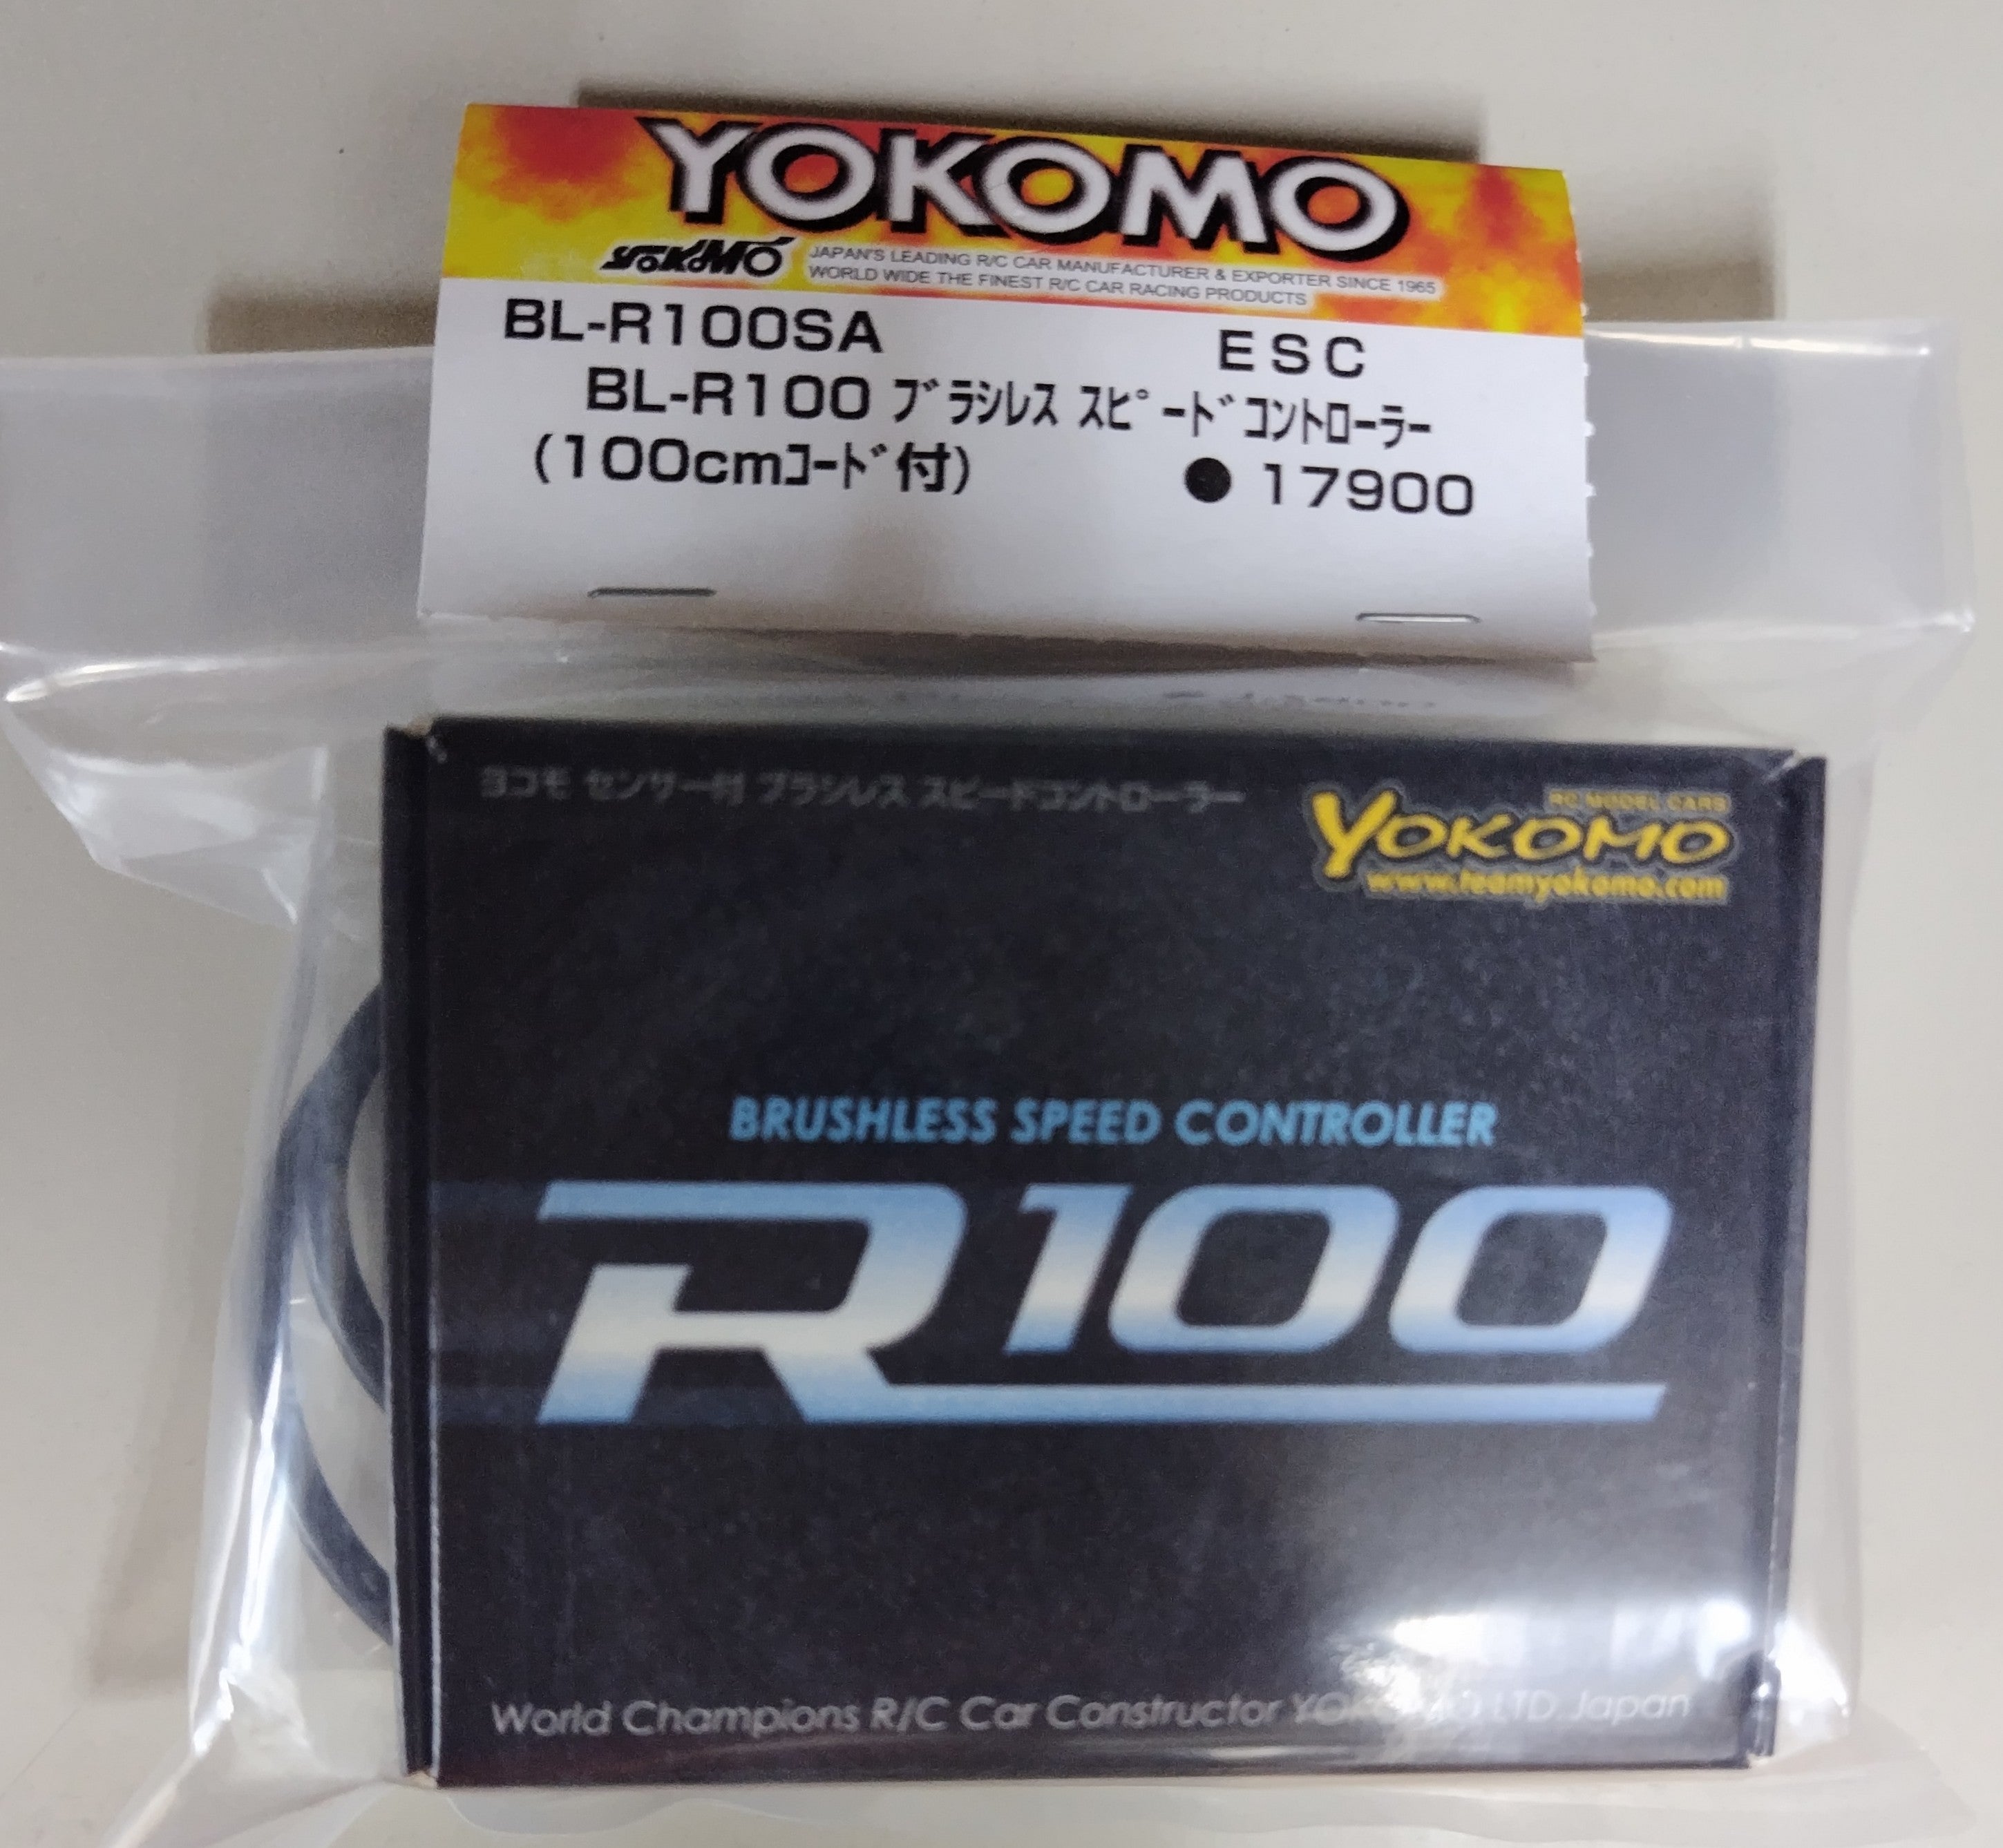 YOKOMO
YOKOMO JAPAN'S LEADING R/C CAR MANUFACTURER & EXPORTER SINCE 1965
WORLD WIDE THE FINEST R/C CAR RACING PRODUCTS
BL-R100SA ESC
BL-R100 ﾌﾞﾗｼﾚｽ ｽﾋﾟｰﾄﾞｺﾝﾄﾛｰﾗｰ
(100cmｺｰﾄﾞ付) ● 17900
ヨコモ センサー付 ブラシレス スピードコントローラー
RC MODEL CARS
YOKOMO
www.teamyokomo.com
BRUSHLESS SPEED CONTROLLER
R100
World Champions R/C Car Constructor YOKOMO LTD. Japan